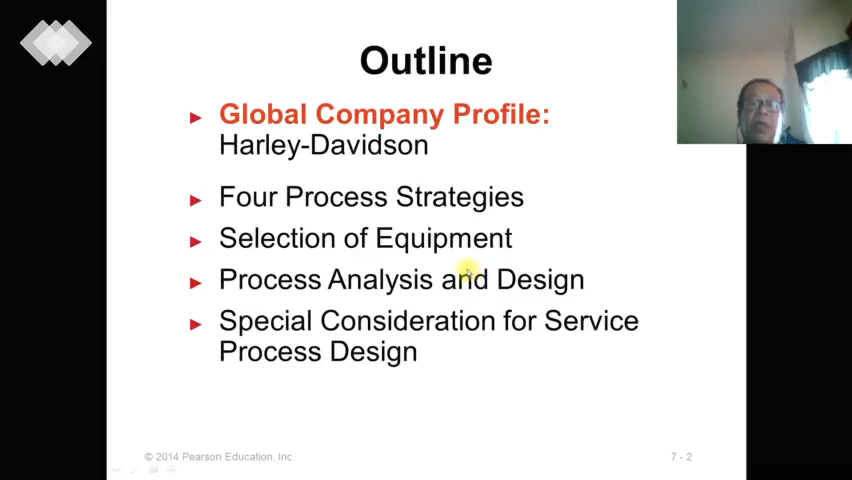 Outline
► Global Company Profile:
Harley-Davidson
► Four Process Strategies
► Selection of Equipment
► Process Analysis and Design
► Special Consideration for Service
Process Design
© 2014 Pearson Education, Inc.
7 - 2